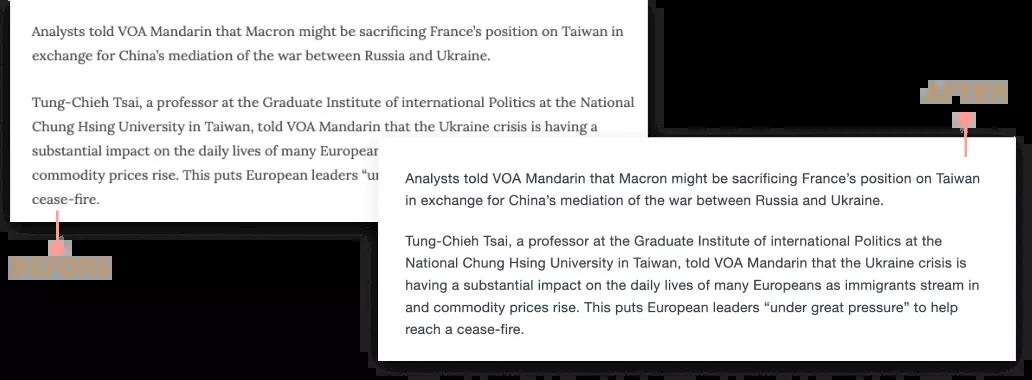 Analysts told VOA Mandarin that Macron might be sacrificing France’s position on Taiwan in
exchange for China’s mediation of the war between Russia and Ukraine.
Tung-Chieh Tsai, a professor at the Graduate Institute of international Politics at the National
Chung Hsing University in Taiwan, told VOA Mandarin that the Ukraine crisis is having a
substantial impact on the daily lives of many European
commodity prices rise. This puts European leaders “un
cease-fire.
BEFORE
AFTER
Analysts told VOA Mandarin that Macron might be sacrificing France’s position on Taiwan
in exchange for China’s mediation of the war between Russia and Ukraine.
Tung-Chieh Tsai, a professor at the Graduate Institute of international Politics at the
National Chung Hsing University in Taiwan, told VOA Mandarin that the Ukraine crisis is
having a substantial impact on the daily lives of many Europeans as immigrants stream in
and commodity prices rise. This puts European leaders “under great pressure” to help
reach a cease-fire.